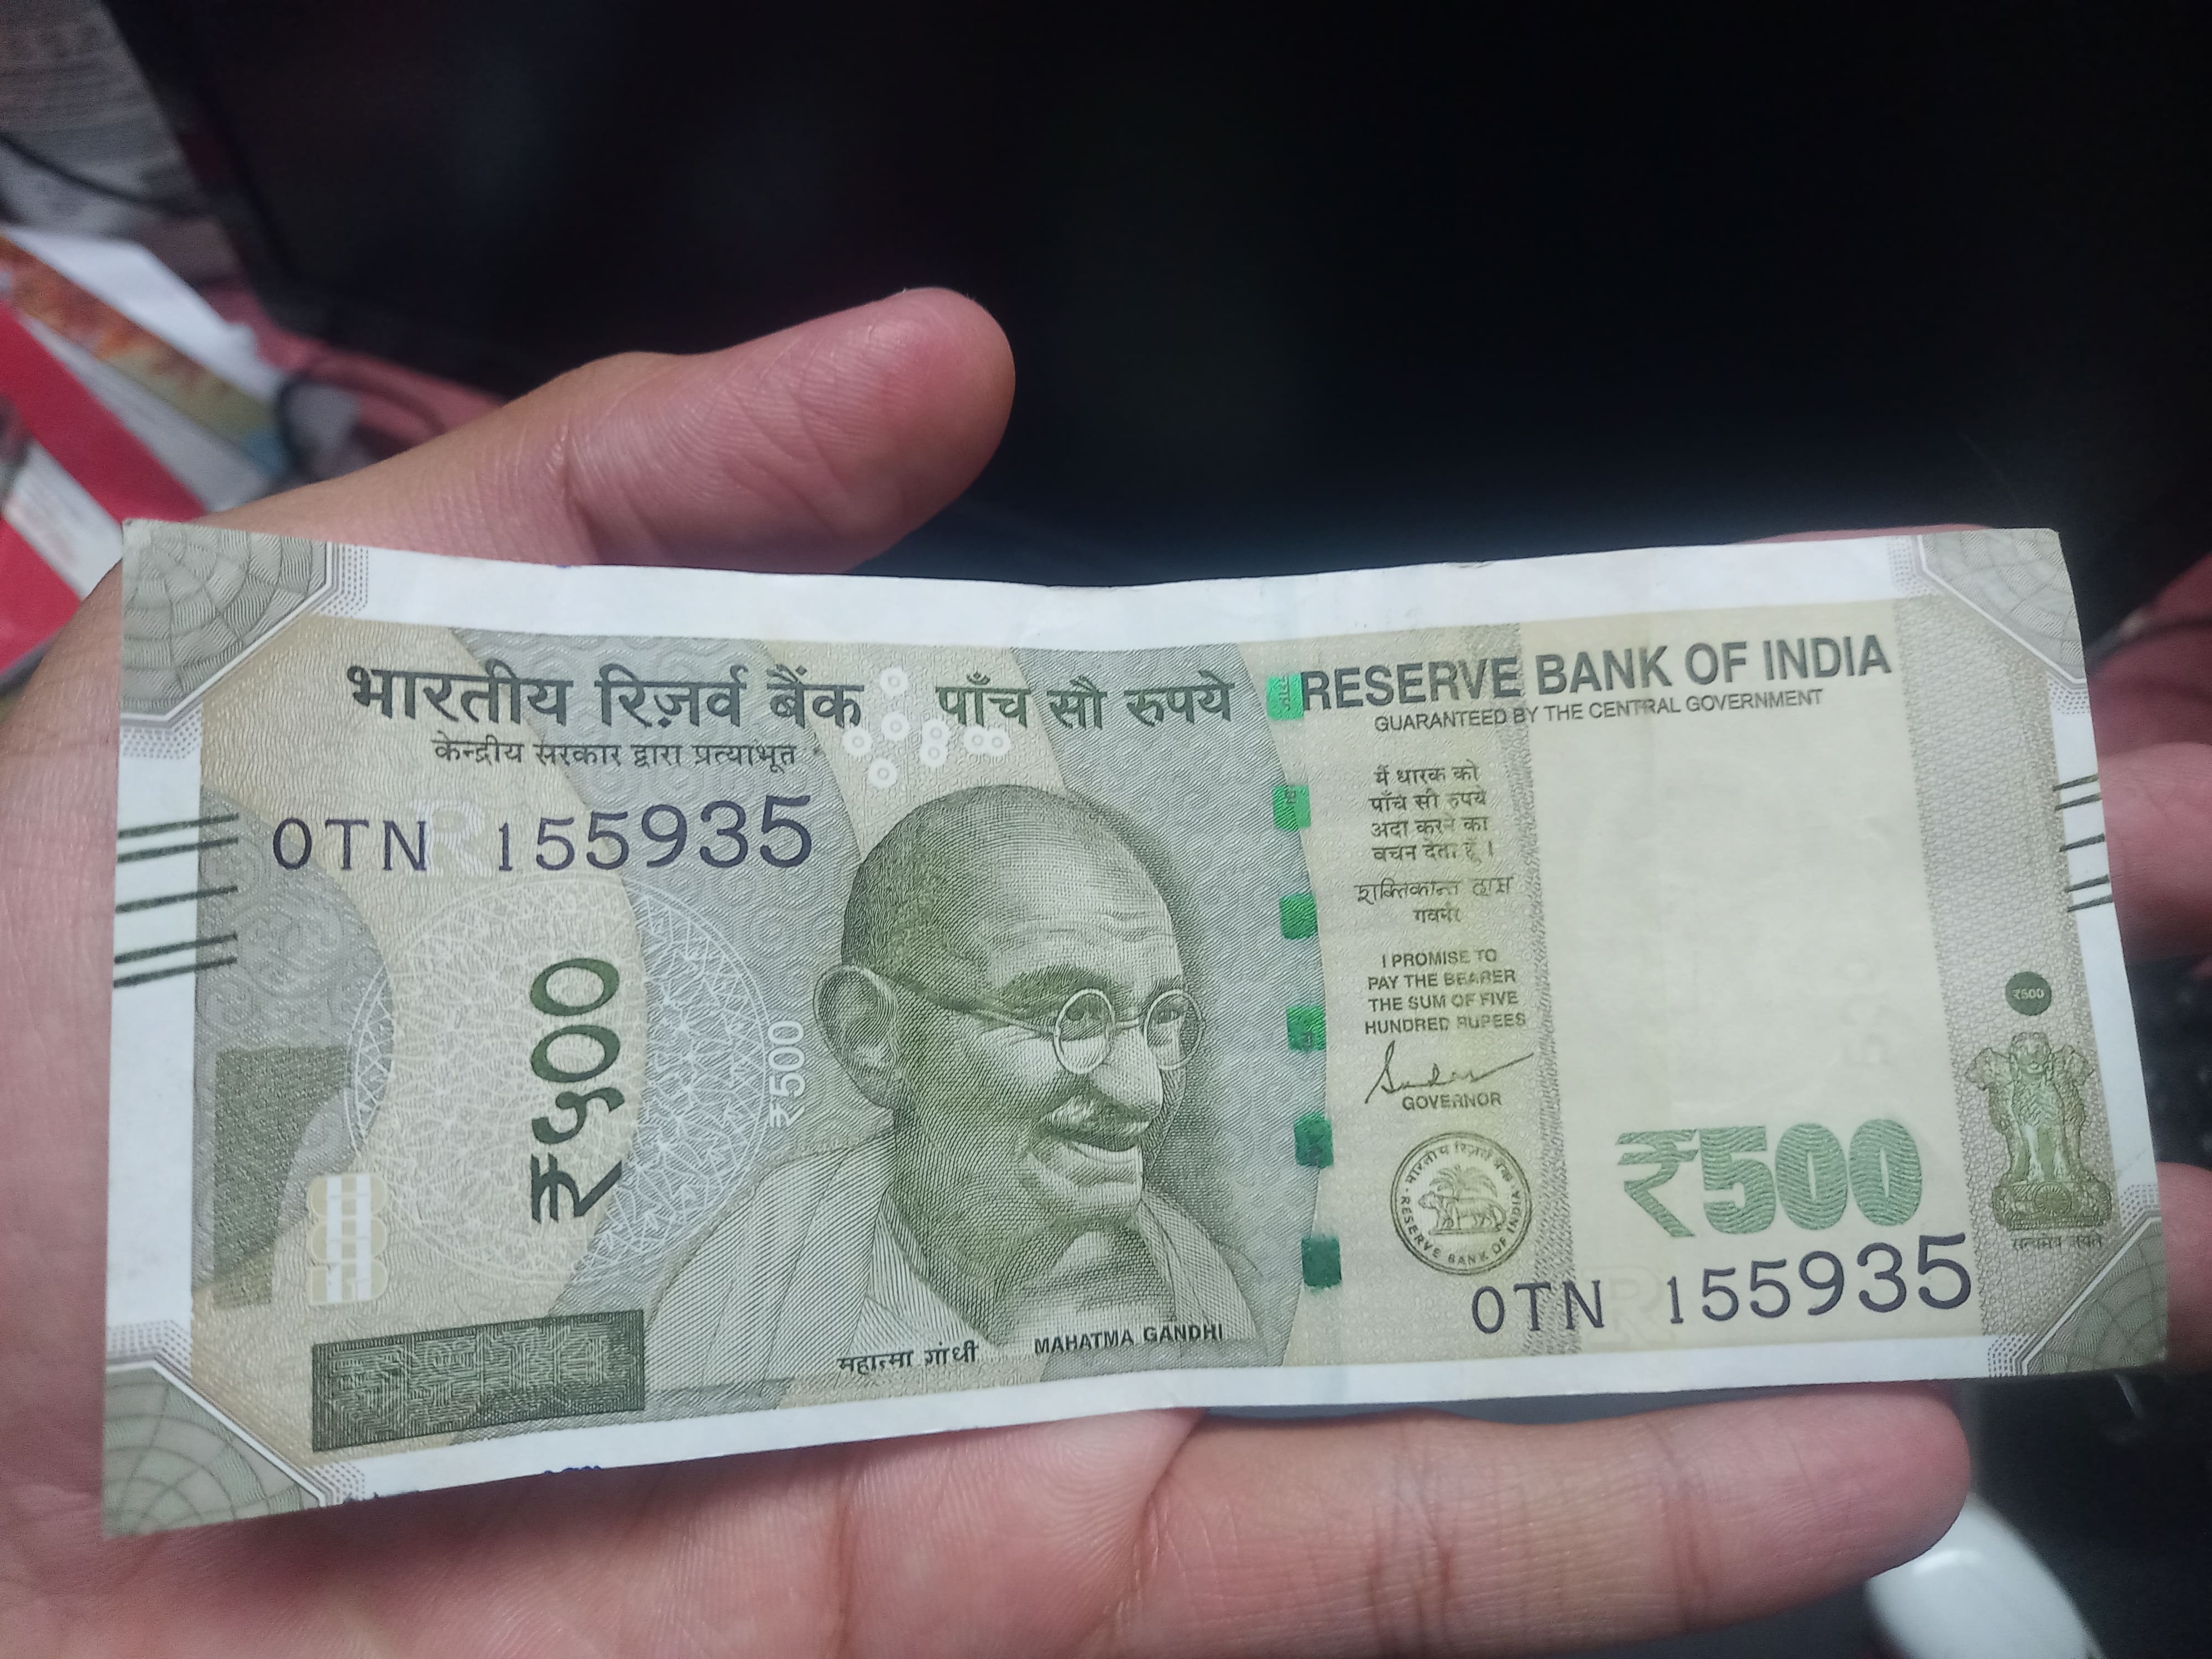 भारतीय रिज़र्व बैंक पाँच सौ रुपये
केन्द्रीय सरकार द्वारा प्रत्याभूत
0TN 155935
₹५००
₹500
महात्मा गांधी MAHATMA GANDHI
RESERVE BANK OF INDIA
GUARANTEED BY THE CENTRAL GOVERNMENT
मैं धारक को
पाँच सौ रुपये
अदा करने का
वचन देता हूँ।
शक्तिकान्त दास
गवर्नर
I PROMISE TO
PAY THE BEARER
THE SUM OF FIVE
HUNDRED RUPEES
GOVERNOR
भारतीय रिज़र्व बैंक
RESERVE BANK OF INDIA
₹500
0TN 155935
₹500
सत्यमेव जयते